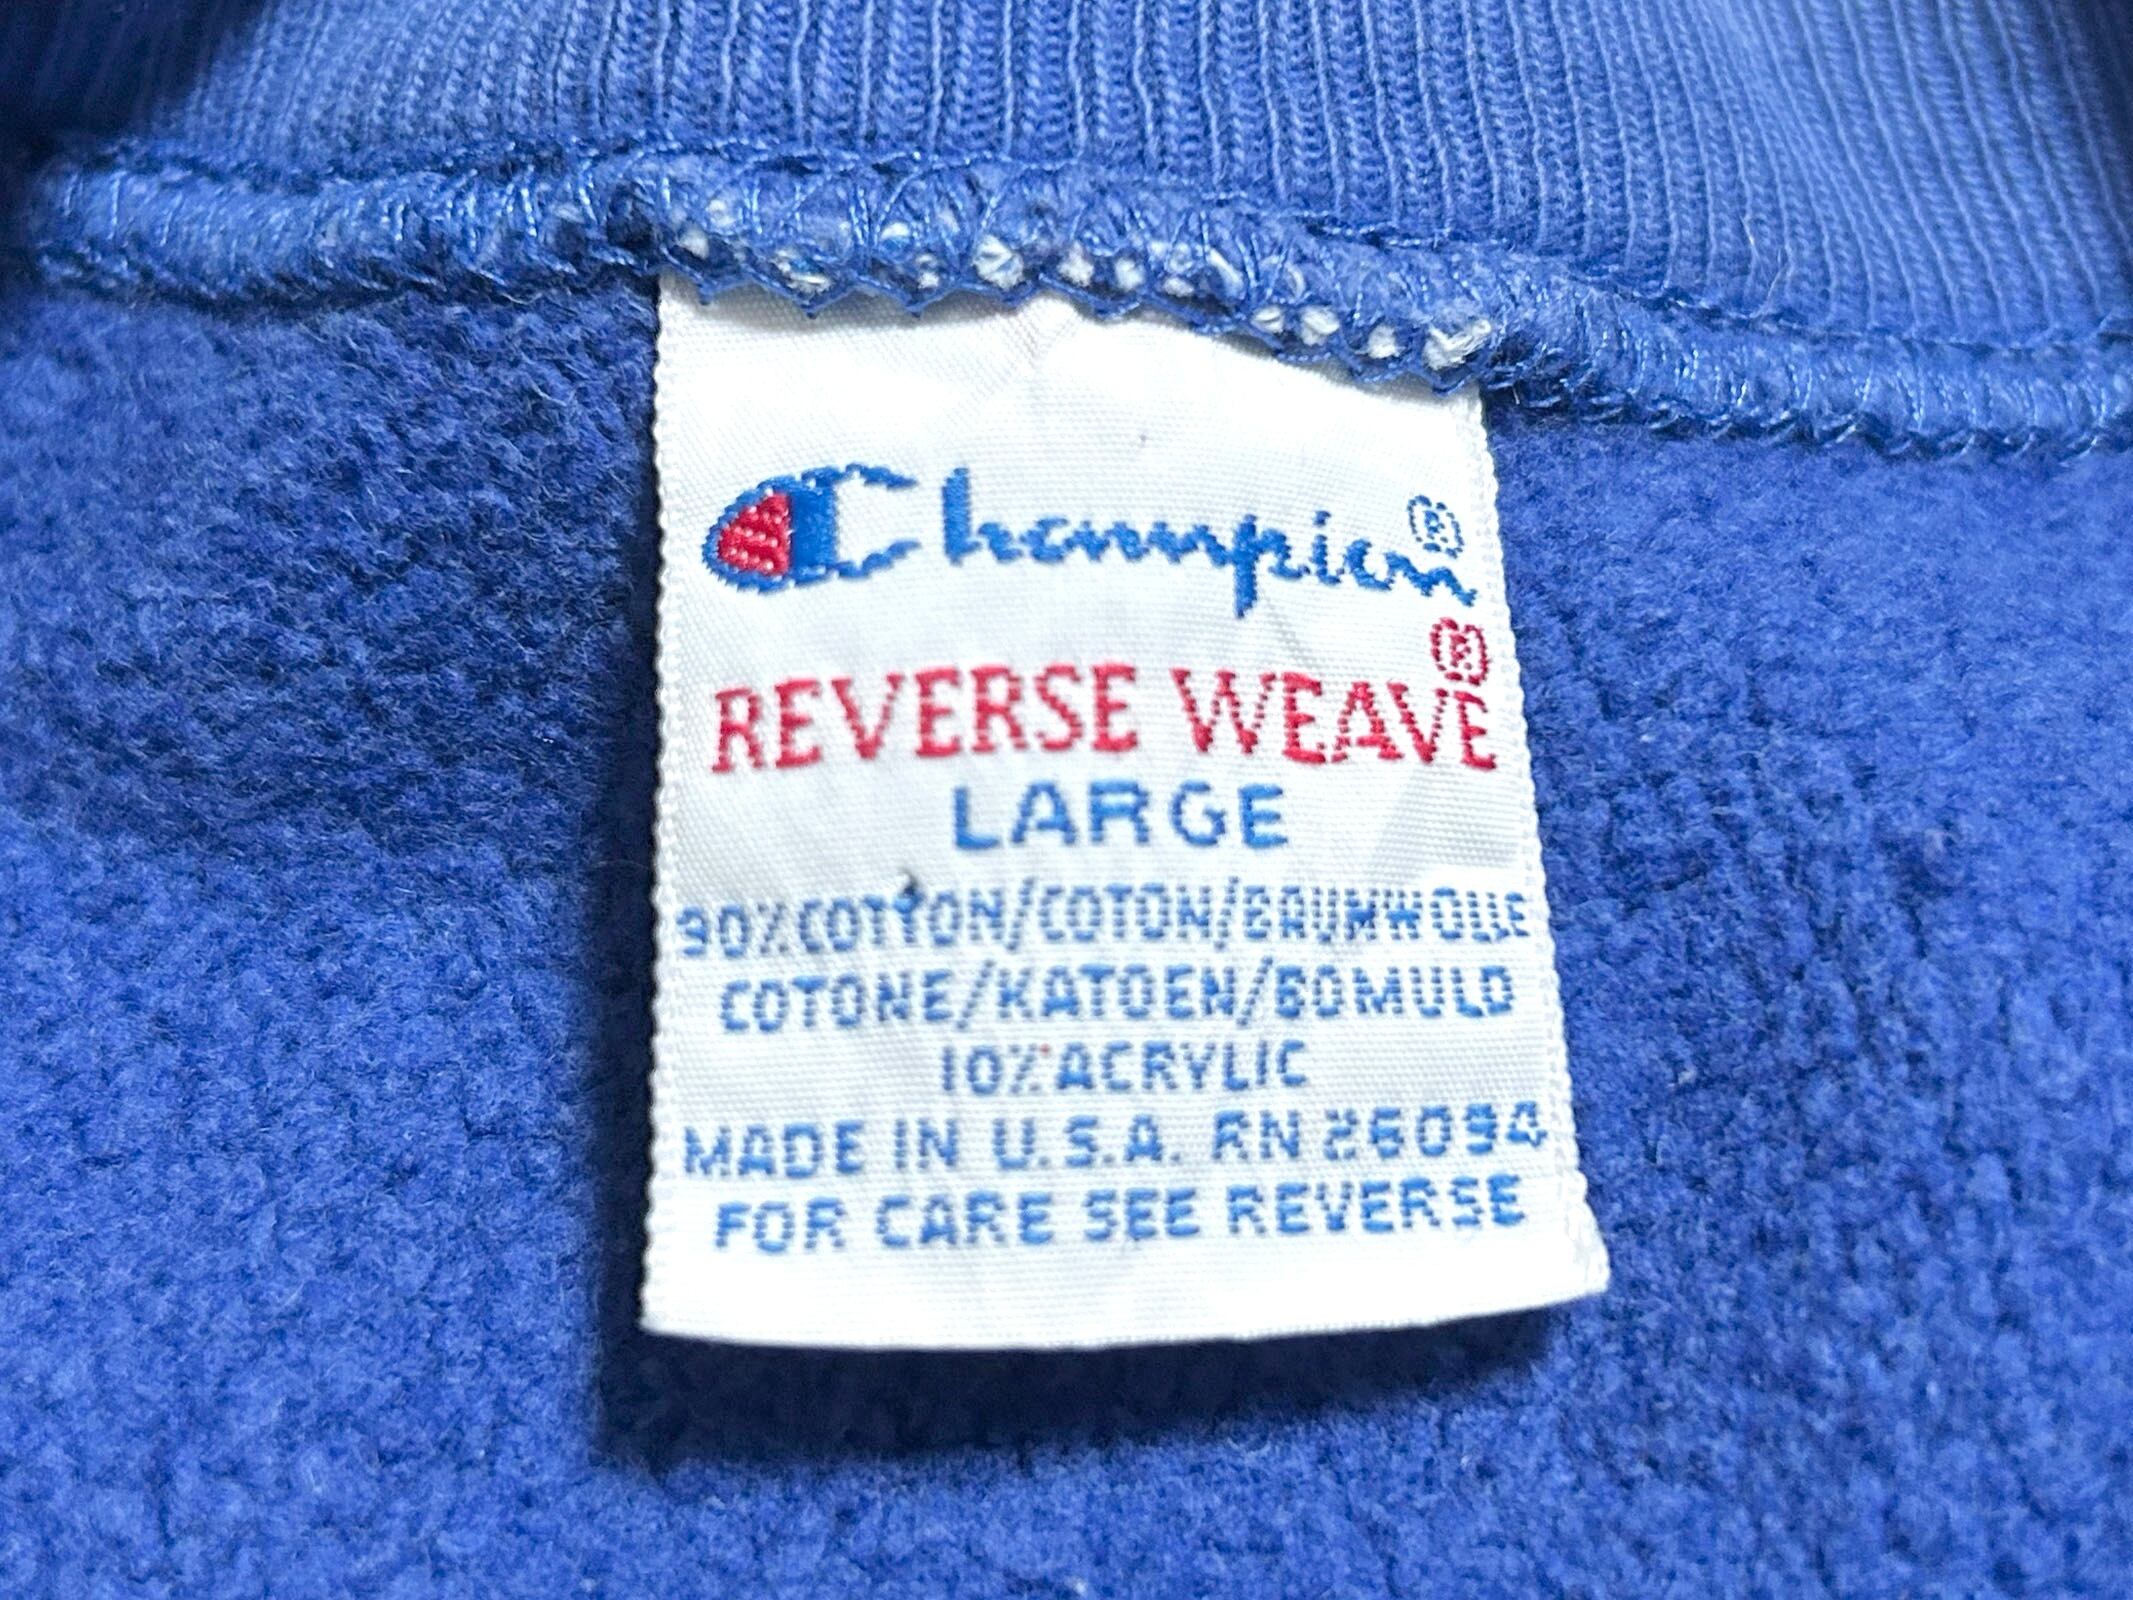 Champion®
REVERSE WEAVE®
LARGE
90%COTTON/COTON/BAUMWOLLE
COTONE/KATOEN/BOMULD
10%ACRYLIC
MADE IN U.S.A. RN 26094
FOR CARE SEE REVERSE